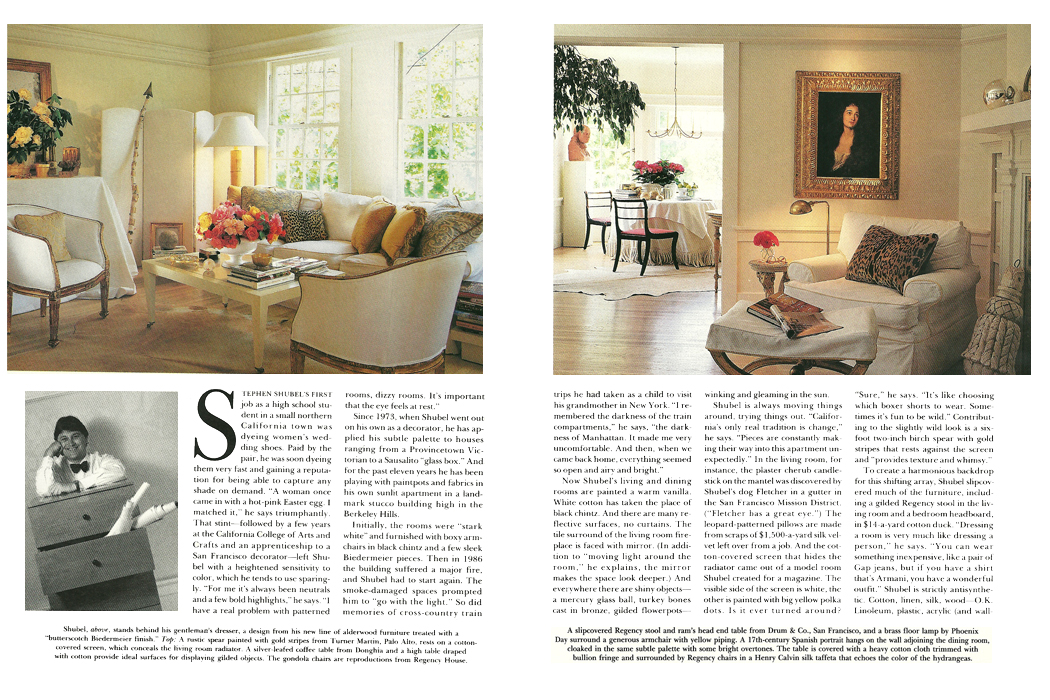 STEPHEN SHUBEL'S FIRST
job as a high school stu-
dent in a small northern
California town was
dyeing women's wed-
ding shoes. Paid by the
pair, he was soon dyeing
them very fast and gaining a reputa-
tion for being able to capture any
shade on demand. "A woman once
came in with a hot-pink Easter egg. I
matched it," he says triumphantly.
That stint—followed by a few years
at the California College of Arts and
Crafts and an apprenticeship to a
San Francisco decorator—left Shu-
bel with a heightened sensitivity to
color, which he tends to use sparing-
ly. "For me it's always been neutrals
and a few bold highlights," he says. "I
have a real problem with patterned
rooms, dizzy rooms. It's important
that the eye feels at rest."
Since 1973, when Shubel went out
on his own as a decorator, he has ap-
plied his subtle palette to houses
ranging from a Provincetown Vic-
torian to a Sausalito "glass box." And
for the past eleven years he has been
playing with paintpots and fabrics in
his own sunlit apartment in a land-
mark stucco building high in the
Berkeley Hills.
Initially, the rooms were "stark
white" and furnished with boxy arm-
chairs in black chintz and a few sleek
Biedermeier pieces. Then in 1986
the building suffered a major fire,
and Shubel had to start again. The
smoke-damaged spaces prompted
him to "go with the light." So did
memories of cross-country train
Shubel, above, stands behind his gentleman's dresser, a design from his new line of alderwood furniture treated with a
"butterscotch Biedermeier finish." Top: A rustic spear painted with gold stripes from Turner Martin, Palo Alto, rests on a cotton-
covered screen, which conceals the living room radiator. A silver-leafed coffee table from Donghia and a high table draped
with cotton provide ideal surfaces for displaying gilded objects. The gondola chairs are reproductions from Regency House.
trips he had taken as a child to visit
his grandmother in New York. "I re-
membered the darkness of the train
compartments," he says, "the dark-
ness of Manhattan. It made me very
uncomfortable. And then, when we
came back home, everything seemed
so open and airy and bright."
Now Shubel's living and dining
rooms are painted a warm vanilla.
White cotton has taken the place of
black chintz. And there are many re-
flective surfaces, no curtains. The
tile surround of the living room fire-
place is faced with mirror. (In addi-
tion to "moving light around the
room," he explains, the mirror
makes the space look deeper.) And
everywhere there are shiny objects—
a mercury glass ball, turkey bones
cast in bronze, gilded flowerpots—
winking and gleaming in the sun.
Shubel is always moving things
around, trying things out. "Califor-
nia's only real tradition is change,"
he says. "Pieces are constantly mak-
ing their way into this apartment un-
expectedly." In the living room, for
instance, the plaster cherub candle-
stick on the mantel was discovered by
Shubel's dog Fletcher in a gutter in
the San Francisco Mission District.
("Fletcher has a great eye.") The
leopard-patterned pillows are made
from scraps of $1,500-a-yard silk vel-
vet left over from a job. And the cot-
ton-covered screen that hides the
radiator came out of a model room
Shubel created for a magazine. The
visible side of the screen is white, the
other is painted with big yellow polka
dots. Is it ever turned around?
"Sure," he says. "It's like choosing
which boxer shorts to wear. Some-
times it's fun to be wild." Contribut-
ing to the slightly wild look is a six-
foot two-inch birch spear with gold
stripes that rests against the screen
and "provides texture and whimsy."
To create a harmonious backdrop
for this shifting array, Shubel slipcov-
ered much of the furniture, includ-
ing a gilded Regency stool in the liv-
ing room and a bedroom headboard,
in $14-a-yard cotton duck. "Dressing
a room is very much like dressing a
person," he says. "You can wear
something inexpensive, like a pair of
Gap jeans, but if you have a shirt
that's Armani, you have a wonderful
outfit." Shubel is strictly antisynthe-
tic. Cotton, linen, silk, wood—O.K.
Linoleum, plastic, acrylic (and wall-
A slipcovered Regency stool and ram's head end table from Drum & Co., San Francisco, and a brass floor lamp by Phoenix
Day surround a generous armchair with yellow piping. A 17th-century Spanish portrait hangs on the wall adjoining the dining room,
cloaked in the same subtle palette with some bright overtones. The table is covered with a heavy cotton cloth trimmed with
bullion fringe and surrounded by Regency chairs in a Henry Calvin silk taffeta that echoes the color of the hydrangeas.